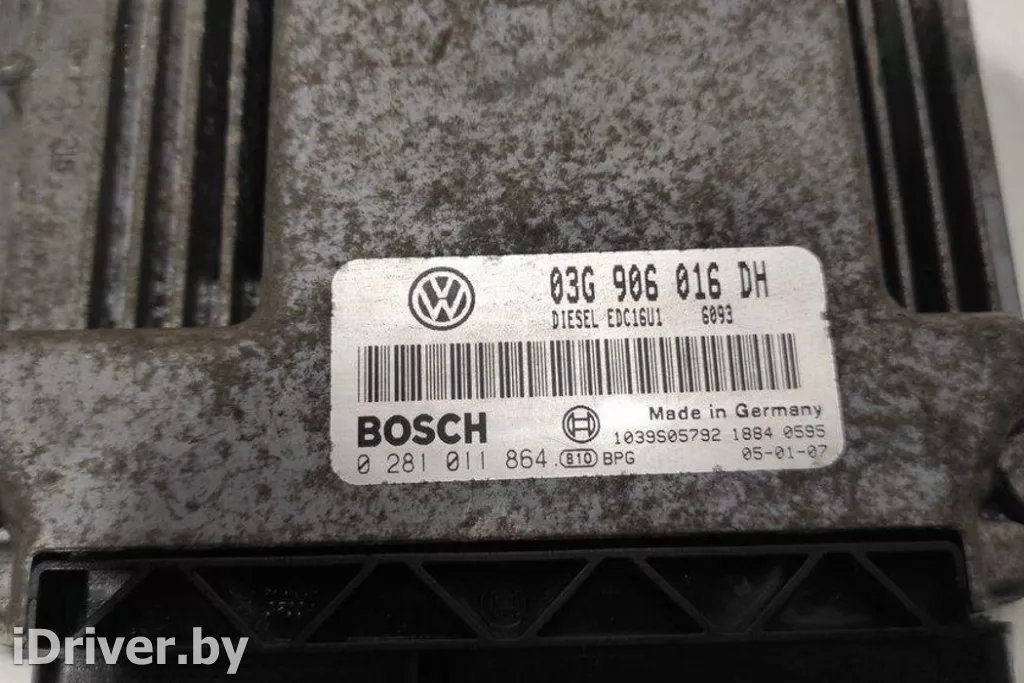 03G 906 016 DH
DIESEL EDC16U1 6093
BOSCH
Made in Germany
1039S05792 1884 0595
0 281 011 864. 810 BPG
05-01-07
iDriver.by